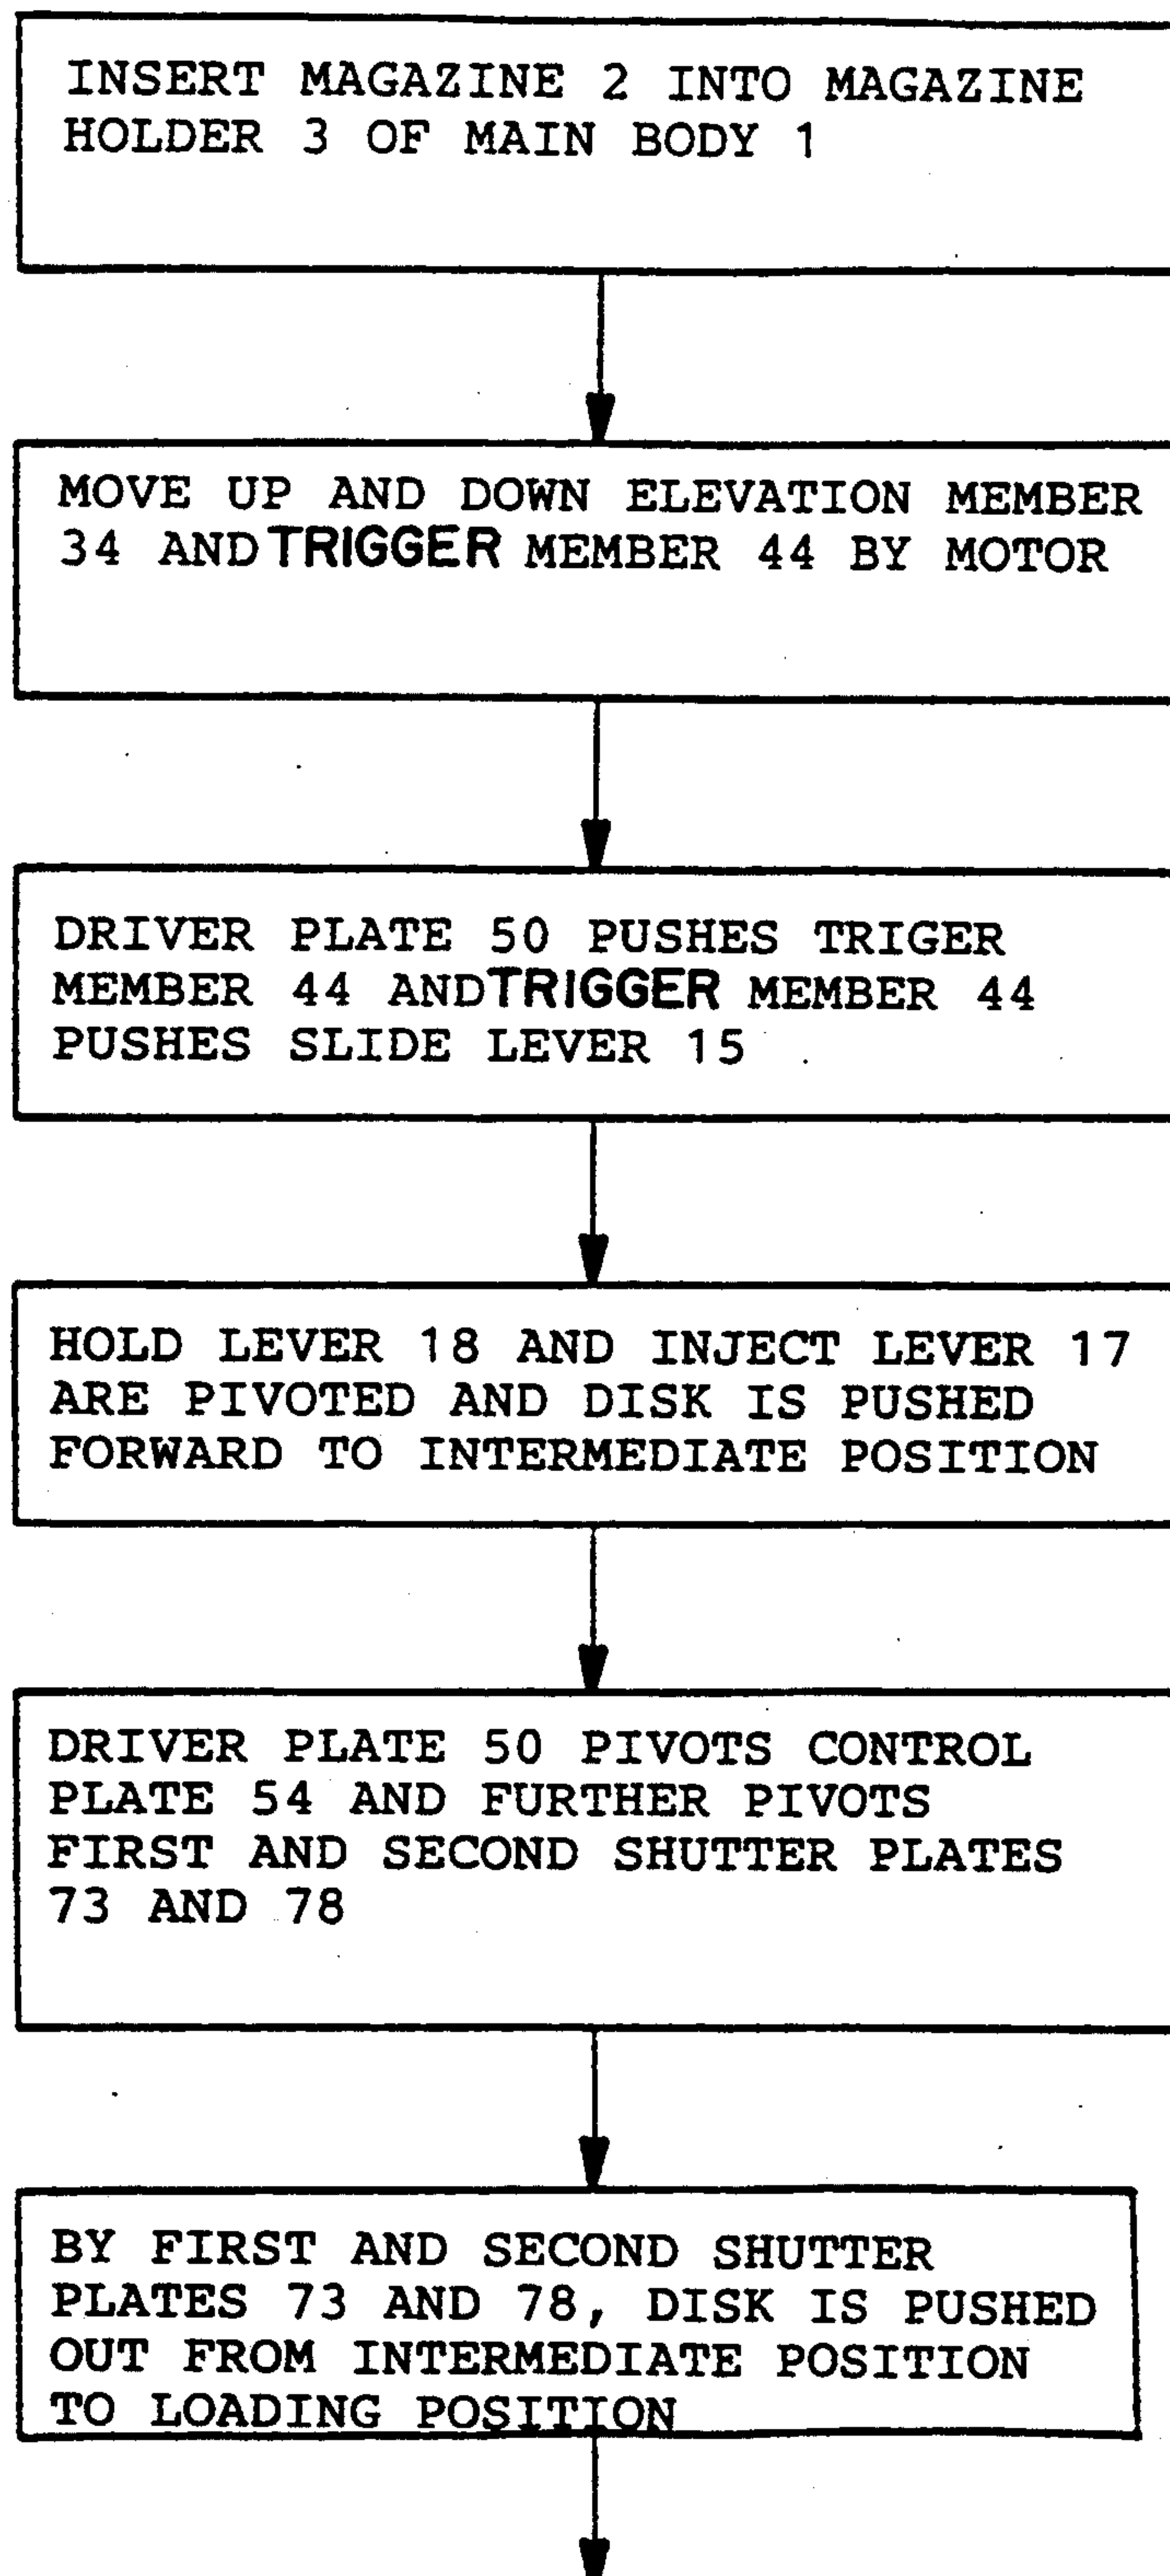 INSERT MAGAZINE 2 INTO MAGAZINE
HOLDER 3 OF MAIN BODY 1
MOVE UP AND DOWN ELEVATION MEMBER
34 AND TRIGGER MEMBER 44 BY MOTOR
DRIVER PLATE 50 PUSHES TRIGER
MEMBER 44 AND TRIGGER MEMBER 44
PUSHES SLIDE LEVER 15
HOLD LEVER 18 AND INJECT LEVER 17
ARE PIVOTED AND DISK IS PUSHED
FORWARD TO INTERMEDIATE POSITION
DRIVER PLATE 50 PIVOTS CONTROL
PLATE 54 AND FURTHER PIVOTS
FIRST AND SECOND SHUTTER PLATES
73 AND 78
BY FIRST AND SECOND SHUTTER
PLATES 73 AND 78, DISK IS PUSHED
OUT FROM INTERMEDIATE POSITION
TO LOADING POSITION